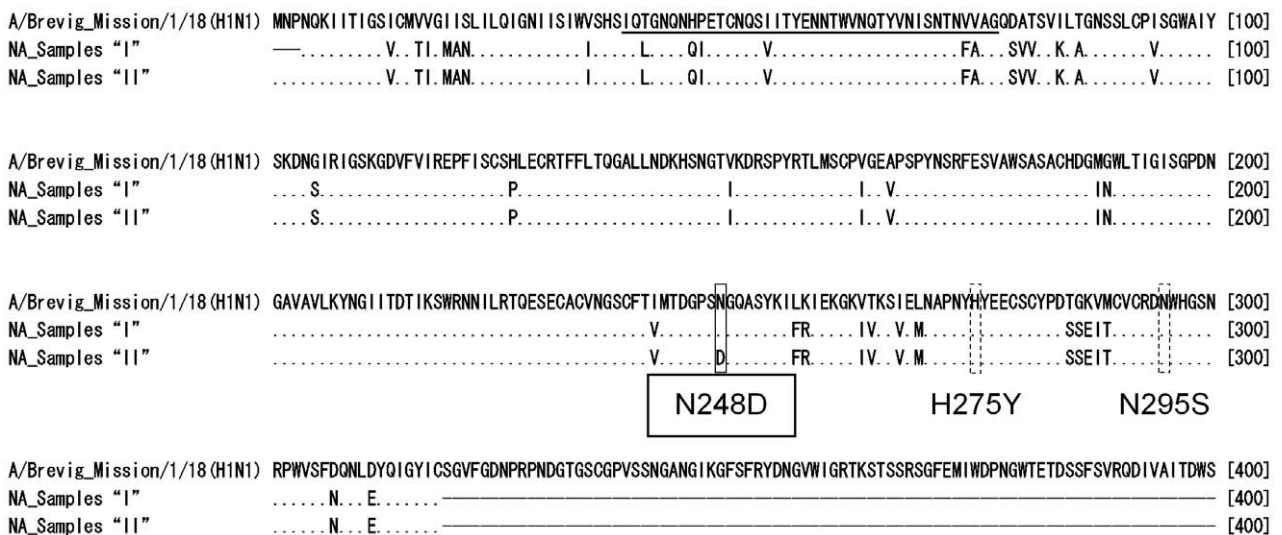 A/Brevig_Mission/1/18(H1N1) MNPNQKIITIGSICMVVGIISLILQIGNIISIWVSHSIQTGNQNHPETCNQSIITYENNTWVNQTYVNISNTNVVAGQDATSVILTGNSSLCPISGWAIY [100]
NA_Samples "I" ---.........V..TI.MAN............I.....L....QI......V....................FA...SVV..K.A.......V...... [100]
NA_Samples "II" ............V..TI.MAN............I.....L....QI......V....................FA...SVV..K.A.......V...... [100]
A/Brevig_Mission/1/18(H1N1) SKDNGIRIGSKGDVFVIREPFISCSHLECRTFFLTQGALLNDKHSNGTVKDRSPYRTLMSCPVGEAPSPYNSRFESVAWSASACHDGMGWLTIGISGPDN [200]
NA_Samples "I" ....S....................P......................I.............I..V.....................IN........... [200]
NA_Samples "II" ....S....................P......................I.............I..V.....................IN........... [200]
A/Brevig_Mission/1/18(H1N1) GAVAVLKYNGIITDTIKSWRNNILRTQESECACVNGSCFTIMTDGPSNGQASYKILKIEKGKVTKSIELNAPNYHYEECSCYPDTGKVMCVCRDNWHGSN [300]
NA_Samples "I" ........................................V..............FR.....IV..V.M...............SSEIT........... [300]
NA_Samples "II" ........................................V......D.......FR.....IV..V.M...............SSEIT........... [300]
N248D H275Y N295S
A/Brevig_Mission/1/18(H1N1) RPWVSFDQNLDYQIGYICSGVFGDNPRPNDGTGSCGPVSSNGANGIKGFSFRYDNGVWIGRTKSTSSRSGFEMIWDPNGWTETDSSFSVRQDIVAITDWS [400]
NA_Samples "I" ......N...E.......---------------------------------------------------------------------------------- [400]
NA_Samples "II" ......N...E.......---------------------------------------------------------------------------------- [400]